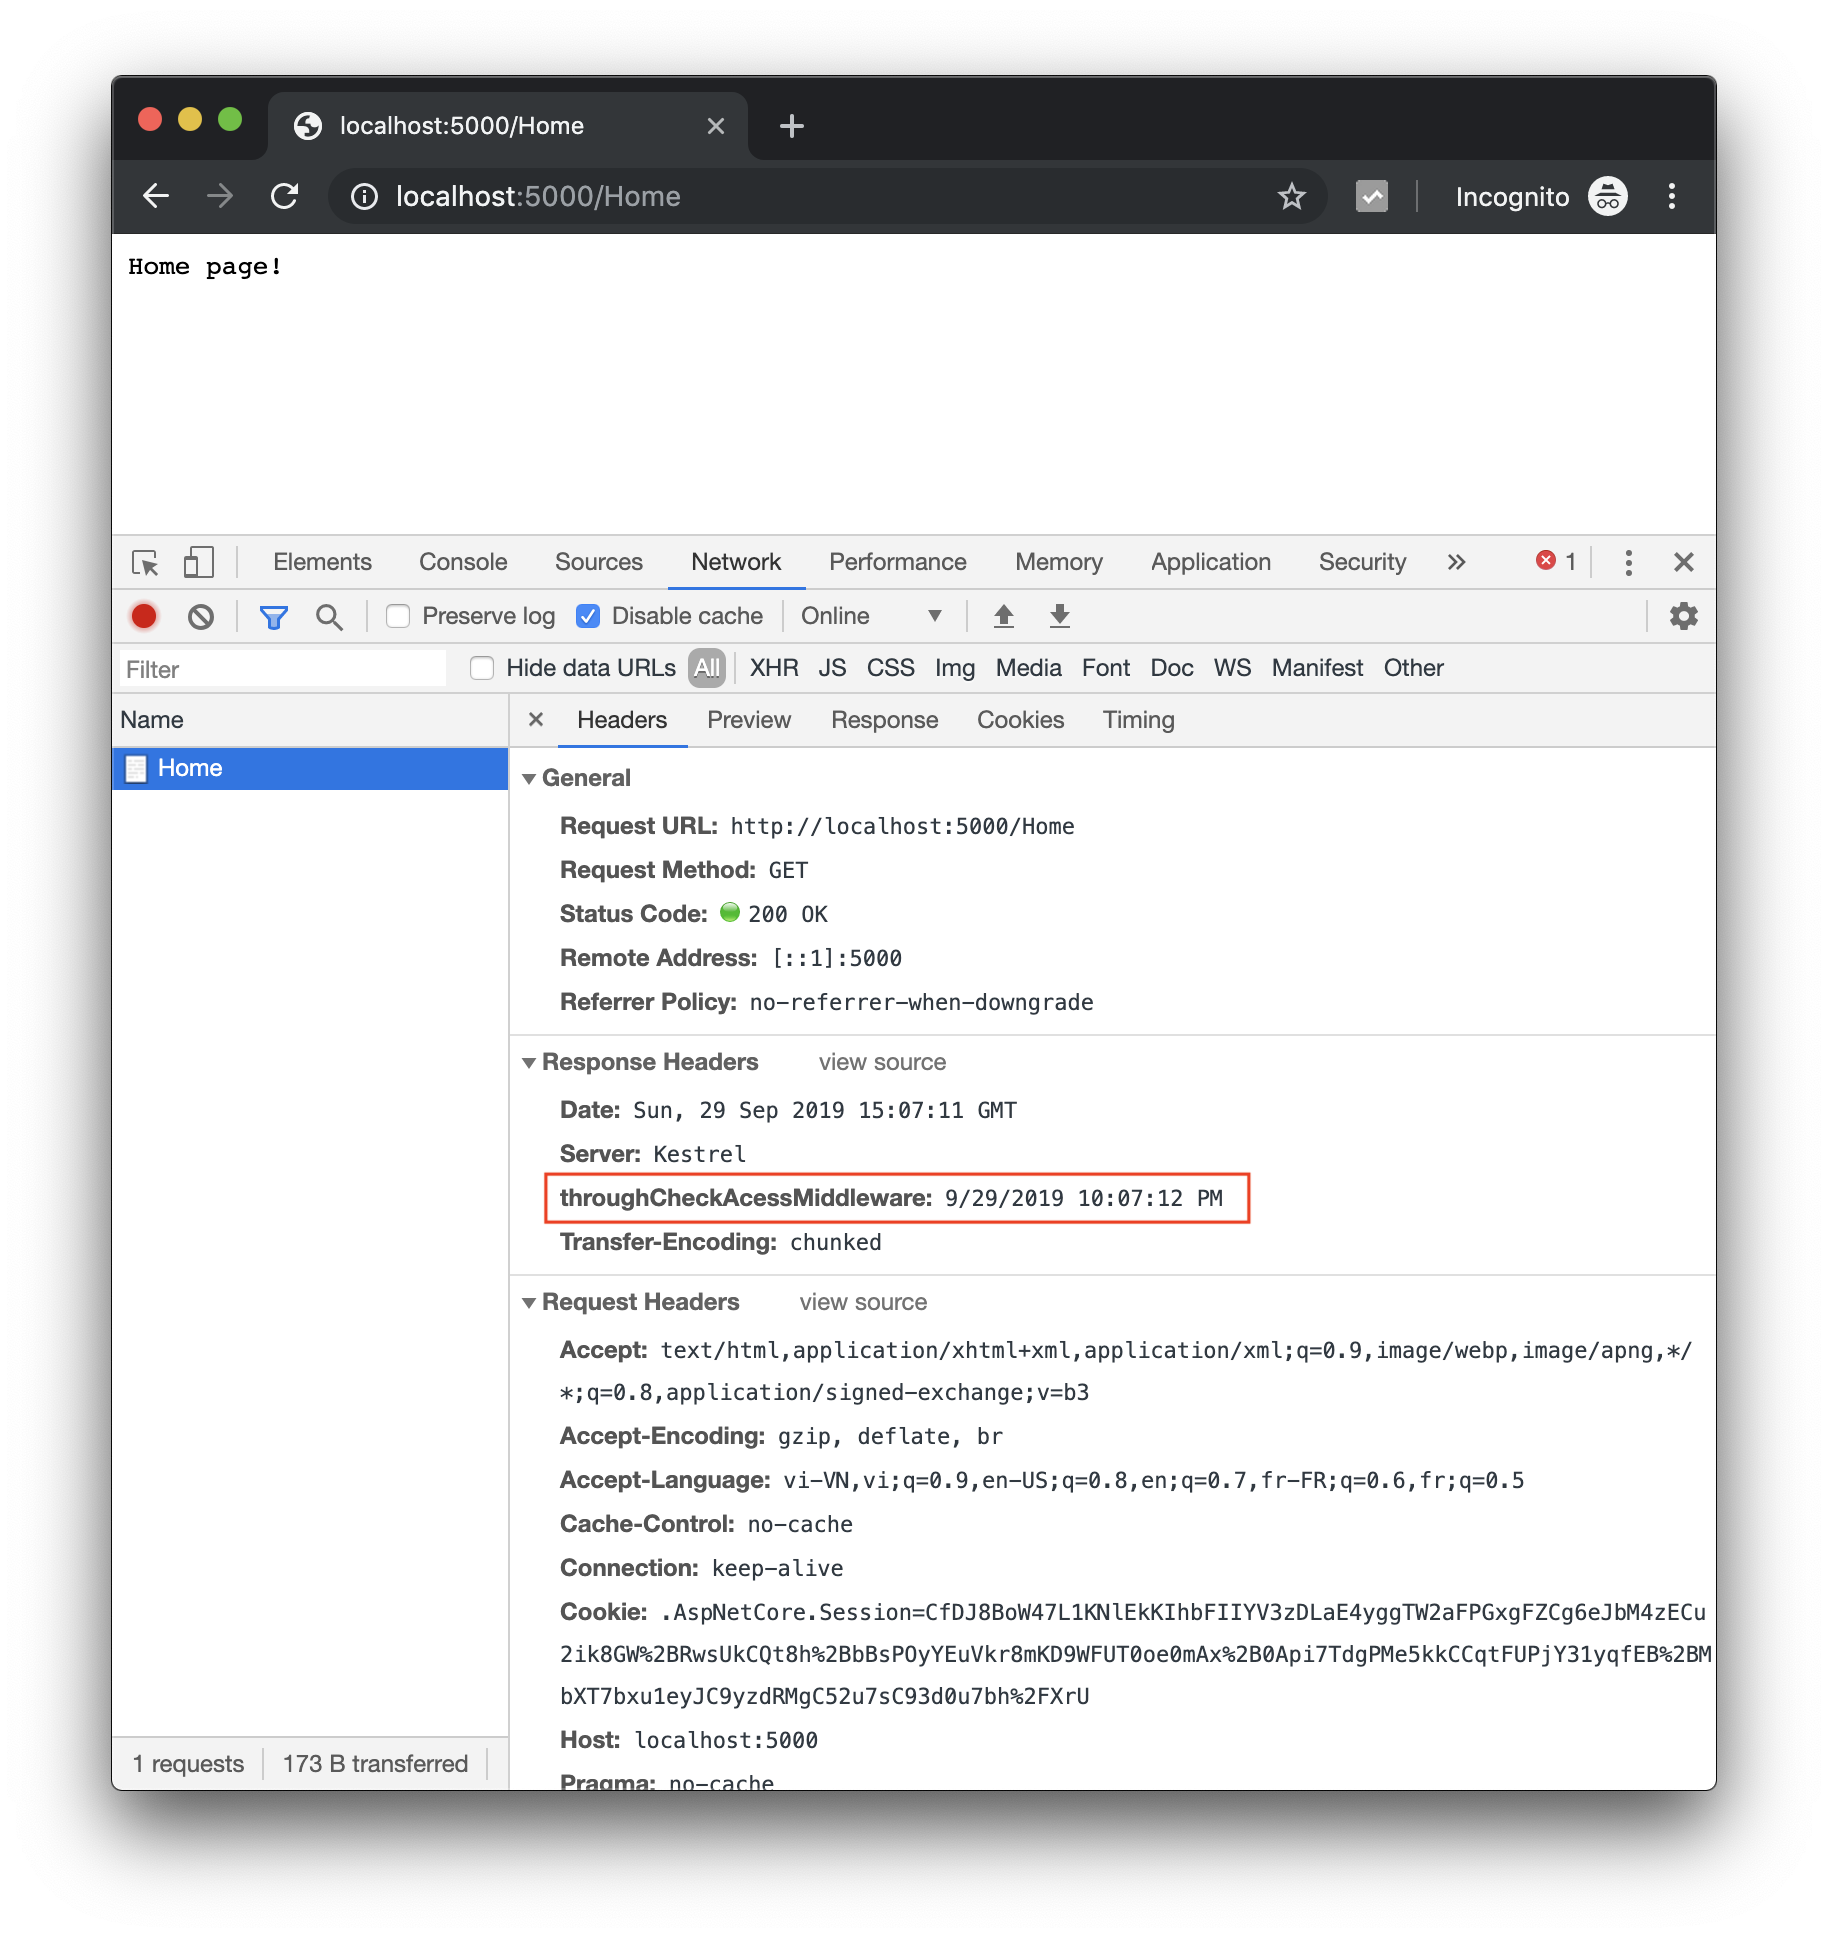 localhost:5000/Home
localhost:5000/Home
Incognito
Home page!
Elements Console Sources Network Performance Memory Application Security » 1
Preserve log Disable cache Online
Filter Hide data URLs All XHR JS CSS Img Media Font Doc WS Manifest Other
Name
Headers Preview Response Cookies Timing
Home
General
Request URL: http://localhost:5000/Home
Request Method: GET
Status Code: 200 OK
Remote Address: [::1]:5000
Referrer Policy: no-referrer-when-downgrade
Response Headers view source
Date: Sun, 29 Sep 2019 15:07:11 GMT
Server: Kestrel
throughCheckAcessMiddleware: 9/29/2019 10:07:12 PM
Transfer-Encoding: chunked
Request Headers view source
Accept: text/html,application/xhtml+xml,application/xml;q=0.9,image/webp,image/apng,*/
*;q=0.8,application/signed-exchange;v=b3
Accept-Encoding: gzip, deflate, br
Accept-Language: vi-VN,vi;q=0.9,en-US;q=0.8,en;q=0.7,fr-FR;q=0.6,fr;q=0.5
Cache-Control: no-cache
Connection: keep-alive
Cookie: .AspNetCore.Session=CfDJ8BoW47L1KNlEkKIhbFIIYV3zDLaE4yggTW2aFPGxgFZCg6eJbM4zECu
2ik8GW%2BRwsUkCQt8h%2BbBsPOyYEuVkr8mKD9WFUT0oe0mAx%2B0Api7TdgPMe5kkCCqtFUPjY31yqfEB%2BM
bXT7bxu1eyJC9yzdRMgC52u7sC93d0u7bh%2FXrU
Host: localhost:5000
Pragma: no-cache
1 requests 173 B transferred